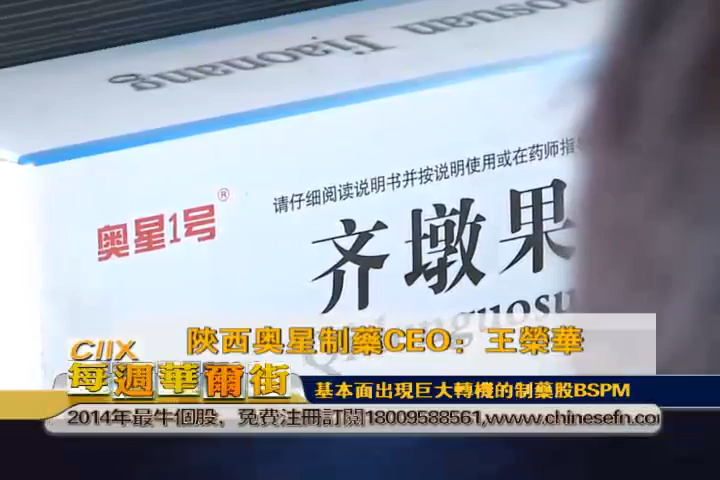 Jiaonang
奥星1号®
请仔细阅读说明书并按说明使用或在药师指
齐墩果
陝西奥星制藥CEO：王榮華
CIIX
每週華爾街
基本面出現巨大轉機的制藥股BSPM
2014年最牛個股，免費注冊訂閱18009588561,www.chinesefn.co